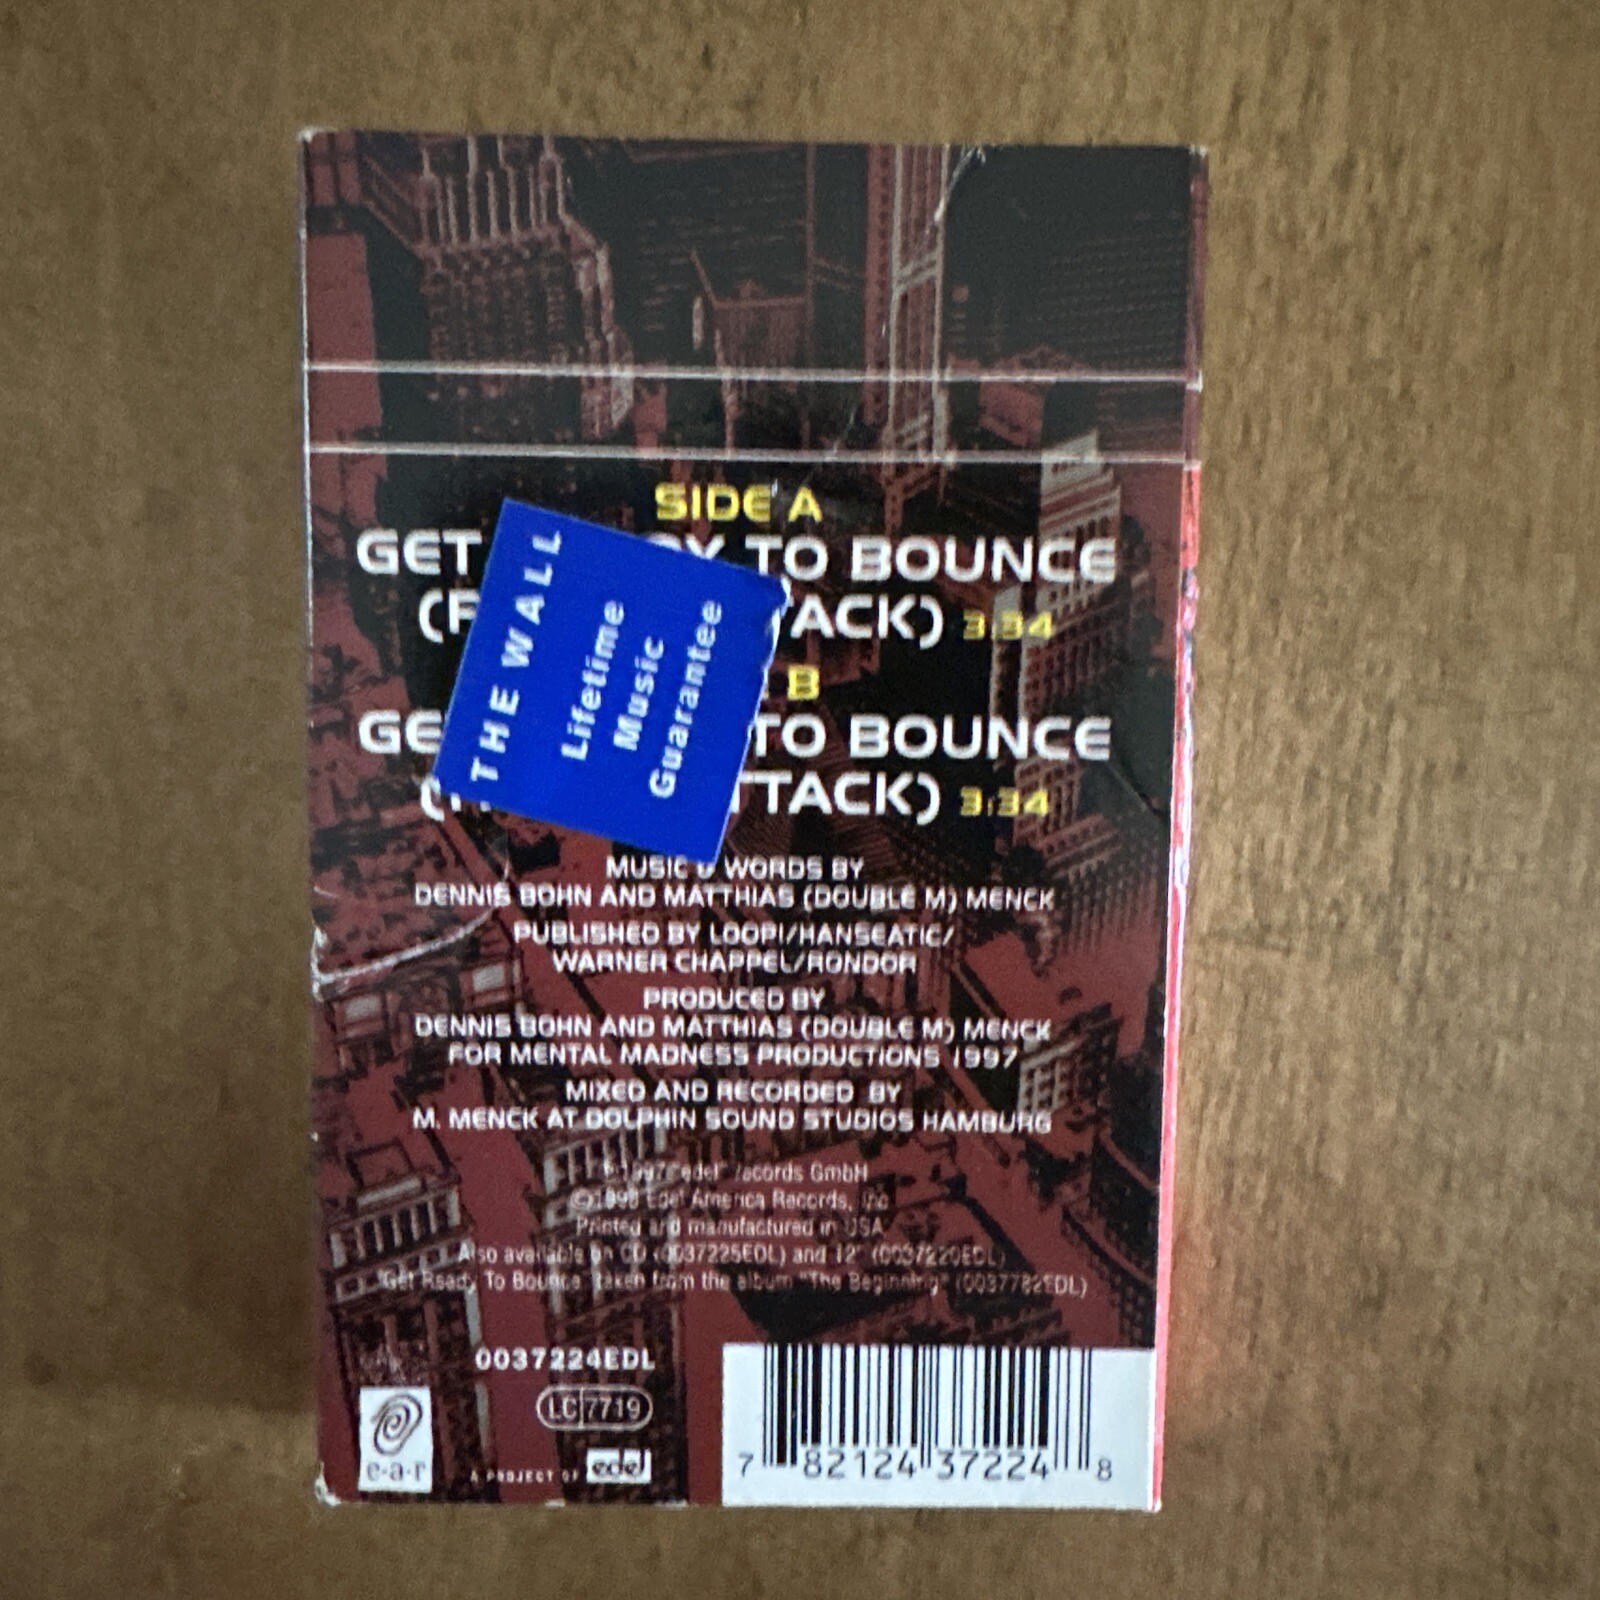 SIDE A
GET TO BOUNCE
3:34
B
TO BOUNCE
3:34
THE WALL
Lifetime
Music
Guarantee
MUSIC & WORDS BY
DENNIS BOHN AND MATTHIAS (DOUBLE M) MENCK
PUBLISHED BY LOOPI/HANSEATIC/
WARNER CHAPPEL/RONDOR
PRODUCED BY
DENNIS BOHN AND MATTHIAS (DOUBLE M) MENCK
FOR MENTAL MADNESS PRODUCTIONS 1997
MIXED AND RECORDED BY
M. MENCK AT DOLPHIN SOUND STUDIOS HAMBURG
℗ 1997 edel records GmbH
© 1998 Edel America Records, Inc
Printed and manufactured in USA
Also available on CD (0037225EDL) and 12" (0037220EDL)
"Get Ready To Bounce" taken from the album "The Beginning" (0037782EDL)
0037224EDL
LC 7719
e-a-r
A PROJECT OF edel
7 82124 37224 8